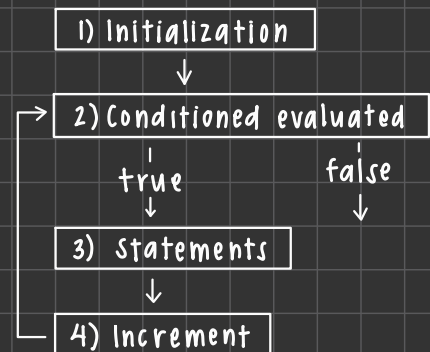 1) Initialization
2) Conditioned evaluated
true
false
3) Statements
4) Increment